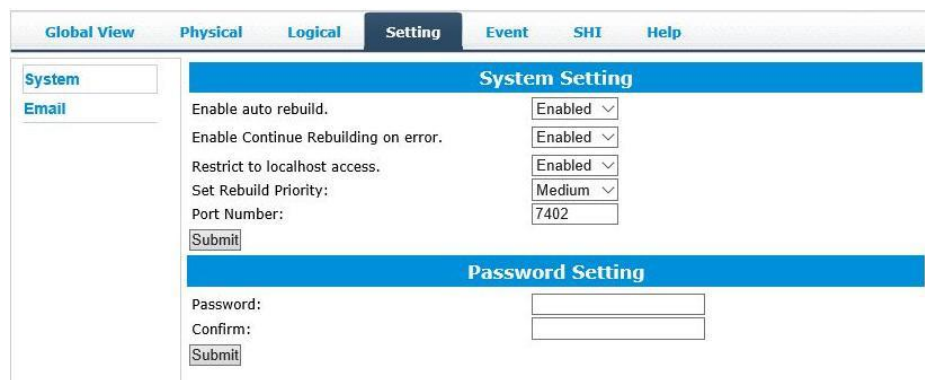 Global View Physical Logical Setting Event SHI Help
System
Email
System Setting
Enable auto rebuild. Enabled
Enable Continue Rebuilding on error. Enabled
Restrict to localhost access. Enabled
Set Rebuild Priority: Medium
Port Number: 7402
Submit
Password Setting
Password:
Confirm:
Submit